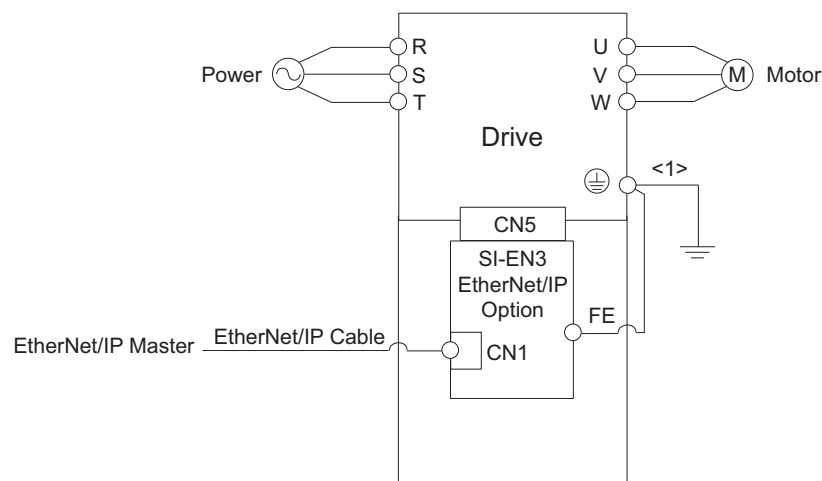 R
U
Power
S
V
M
Motor
T
W
Drive
<1>
CN5
SI-EN3
EtherNet/IP
Option
FE
EtherNet/IP Master
EtherNet/IP Cable
CN1